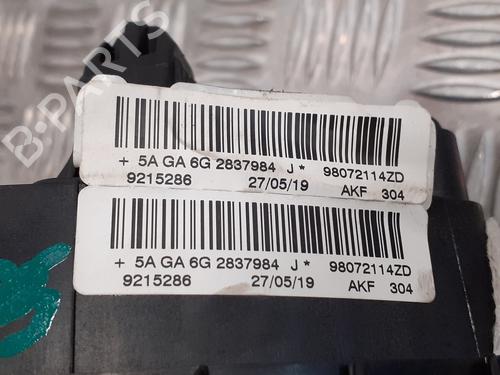 B-PARTS
+ 5A GA 6G 2837984 J * 98072114ZD
9215286 27/05/19 AKF 304
+ 5A GA 6G 2837984 J * 98072114ZD
9215286 27/05/19 AKF 304